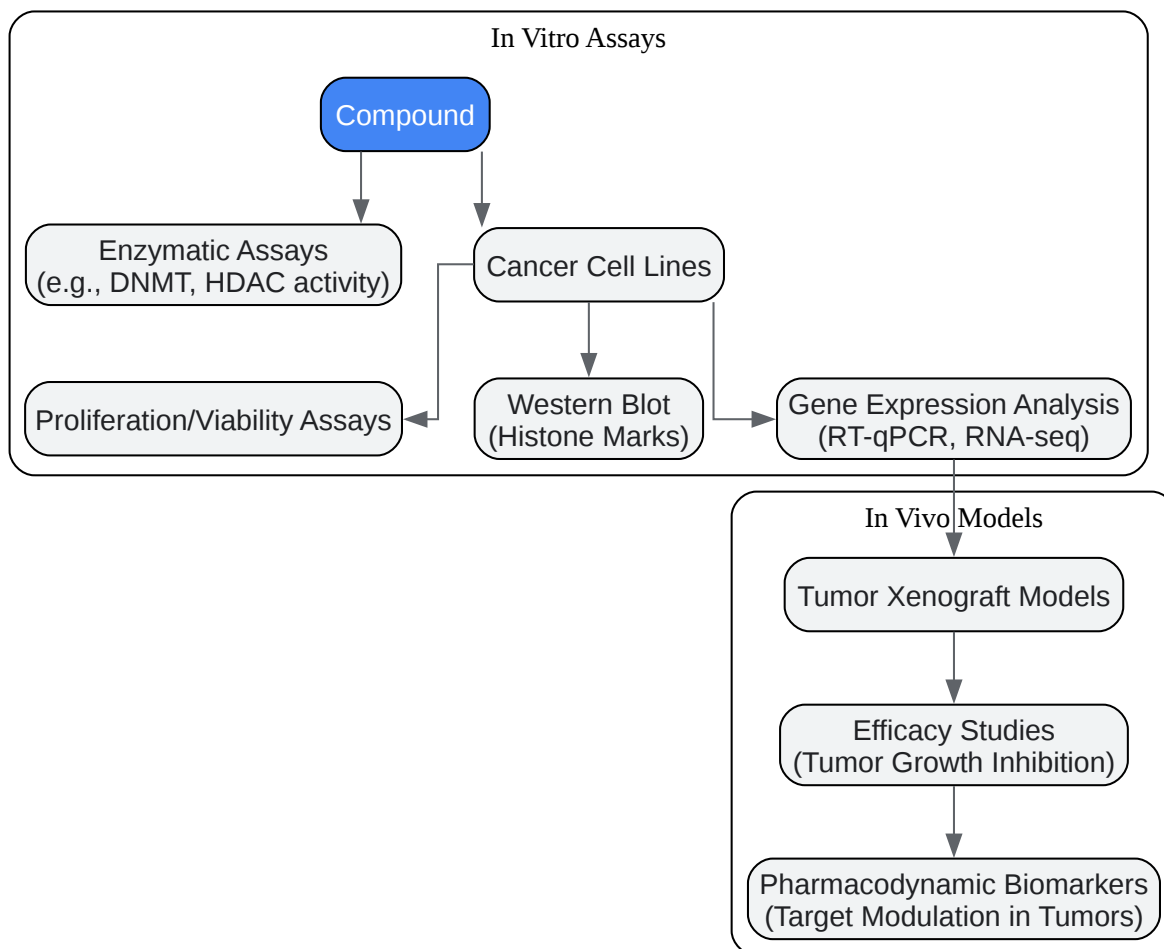 In Vitro Assays
Compound
Enzymatic Assays
(e.g., DNMT, HDAC activity)
Cancer Cell Lines
Proliferation/Viability Assays
Western Blot
(Histone Marks)
Gene Expression Analysis
(RT-qPCR, RNA-seq)
In Vivo Models
Tumor Xenograft Models
Efficacy Studies
(Tumor Growth Inhibition)
Pharmacodynamic Biomarkers
(Target Modulation in Tumors)